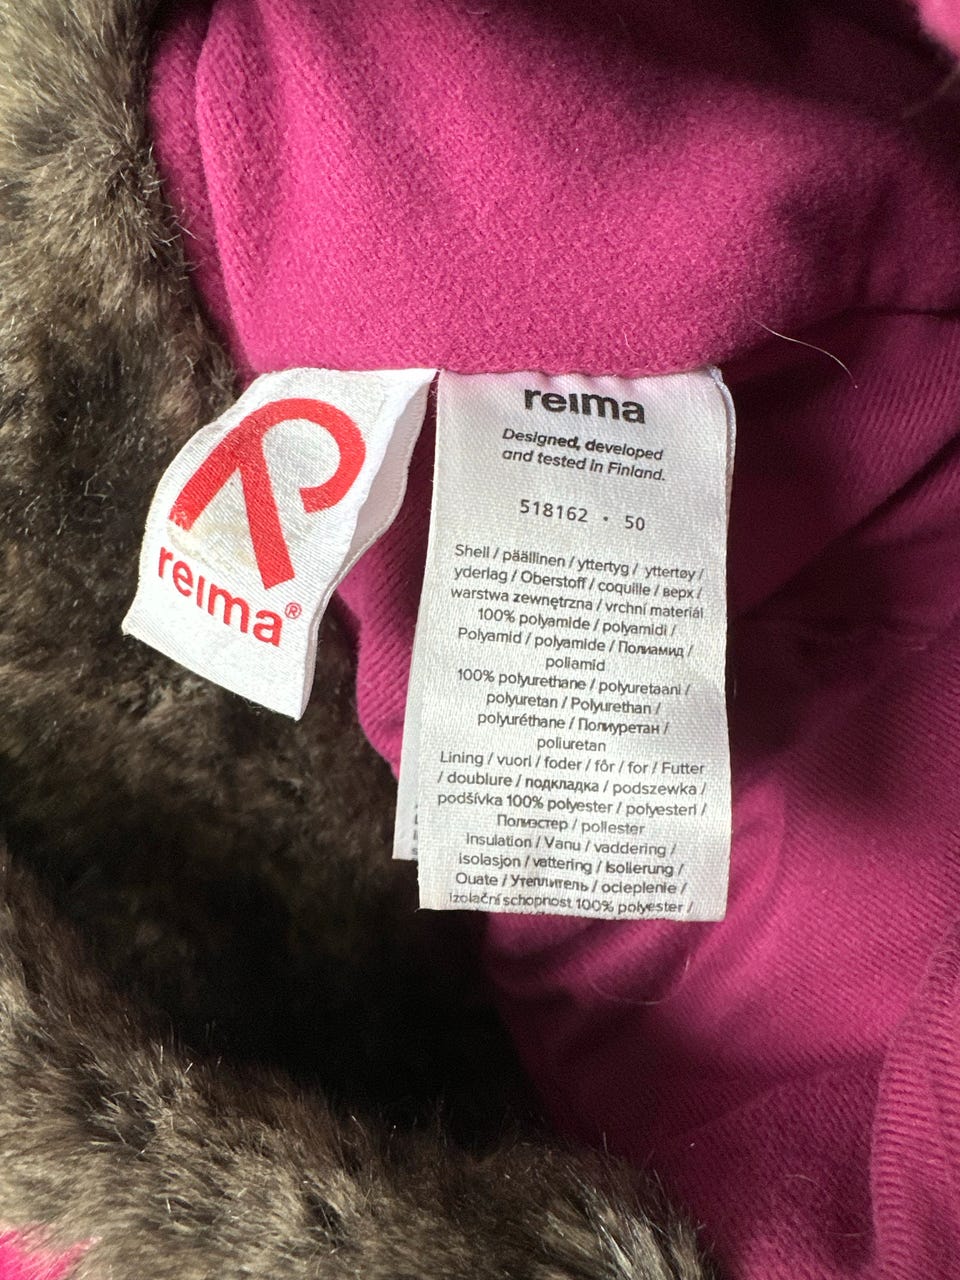 reima®
reima
Designed, developed
and tested in Finland.
518162 · 50
Shell / päällinen / yttertyg / yttertøy /
yderlag / Oberstoff / coquille / верх /
warstwa zewnętrzna / vrchní materiál
100% polyamide / polyamidi /
Polyamid / polyamide / Полиамид /
poliamid
100% polyurethane / polyuretaani /
polyuretan / Polyurethan /
polyuréthane / Полиуретан /
poliuretan
Lining / vuori / foder / fôr / for / Futter
/ doublure / подкладка / podszewka /
podšívka 100% polyester / polyesteri /
Полиэстер / poliester
Insulation / Vanu / vaddering /
isolasjon / vattering / Isolierung /
Ouate / Утеплитель / ocieplenie /
Izolační schopnost 100% polyester /